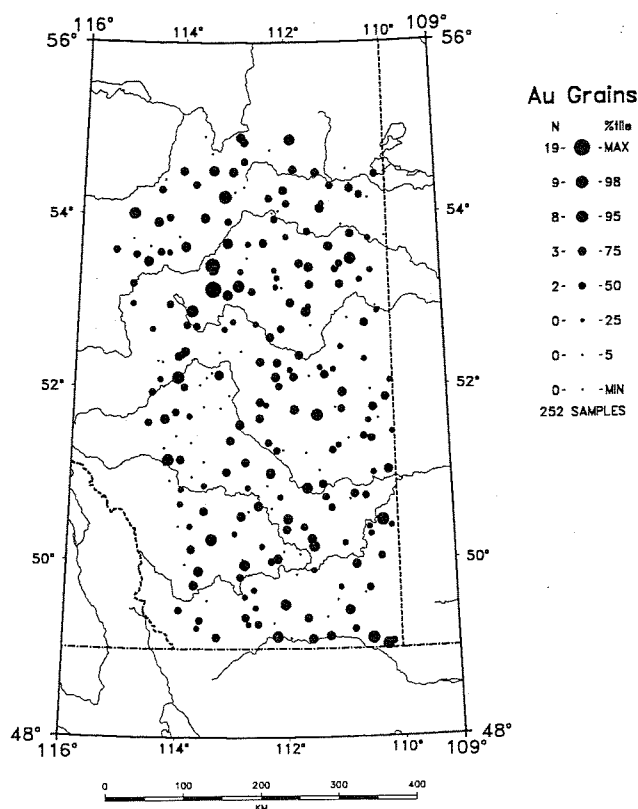 116° 114° 112° 110° 109°
56° 56°
Au Grains
N %tile
19- -MAX
9- -98
8- -95
3- -75
2- -50
0- -25
0- -5
0- -MIN
252 SAMPLES
54° 54°
52° 52°
50° 50°
48° 48°
116° 114° 112° 110° 109°
0 100 200 300 400
KM